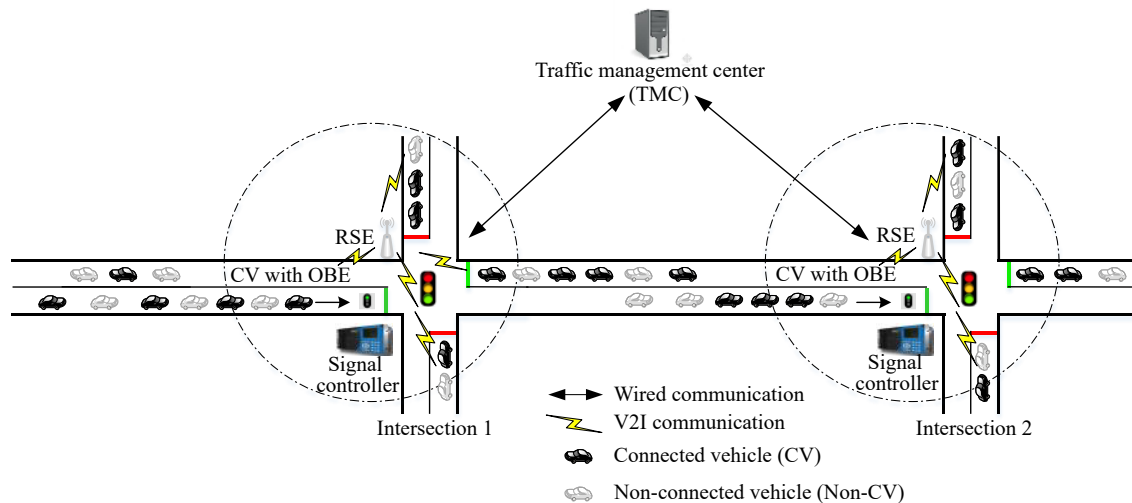 Traffic management center
(TMC)
RSE
CV with OBE
Signal
controller
Intersection 1
RSE
CV with OBE
Signal
controller
Intersection 2
Wired communication
V2I communication
Connected vehicle (CV)
Non-connected vehicle (Non-CV)